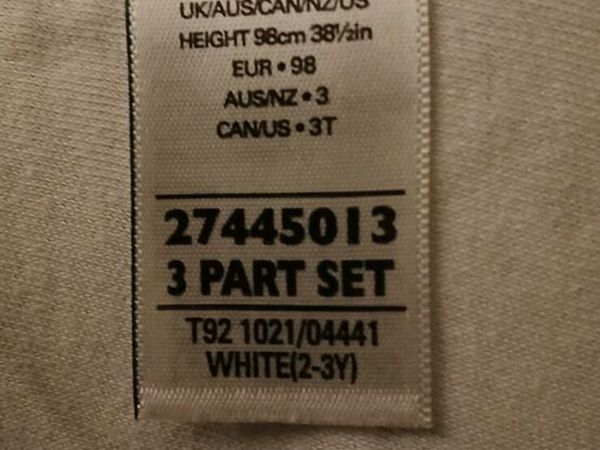 UK/AUS/CAN/NZ/US
HEIGHT 98cm 38½in
EUR • 98
AUS/NZ • 3
CAN/US • 3T
27445013
3 PART SET
T92 1021/04441
WHITE(2-3Y)